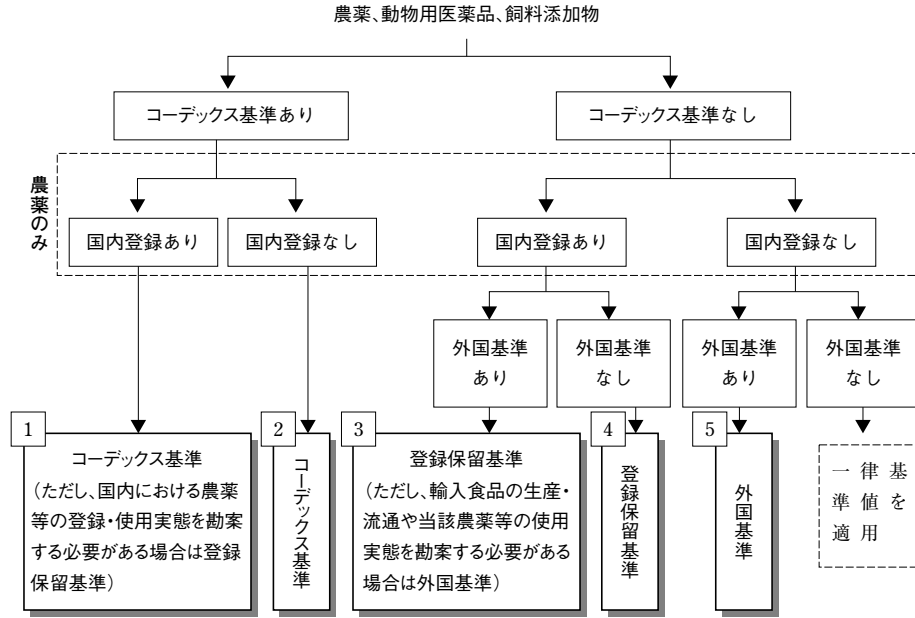 農薬、動物用医薬品、飼料添加物
コーデックス基準あり
コーデックス基準なし
農薬のみ
国内登録あり
国内登録なし
国内登録あり
国内登録なし
外国基準
あり
外国基準
なし
外国基準
あり
外国基準
なし
1
コーデックス基準
(ただし、国内における農薬
等の登録・使用実態を勘案
する必要がある場合は登録
保留基準)
2
コーデックス基準
3
登録保留基準
(ただし、輸入食品の生産・
流通や当該農薬等の使用
実態を勘案する必要がある
場合は外国基準)
4
登録保留基準
5
外国基準
一律基
準値を
適用